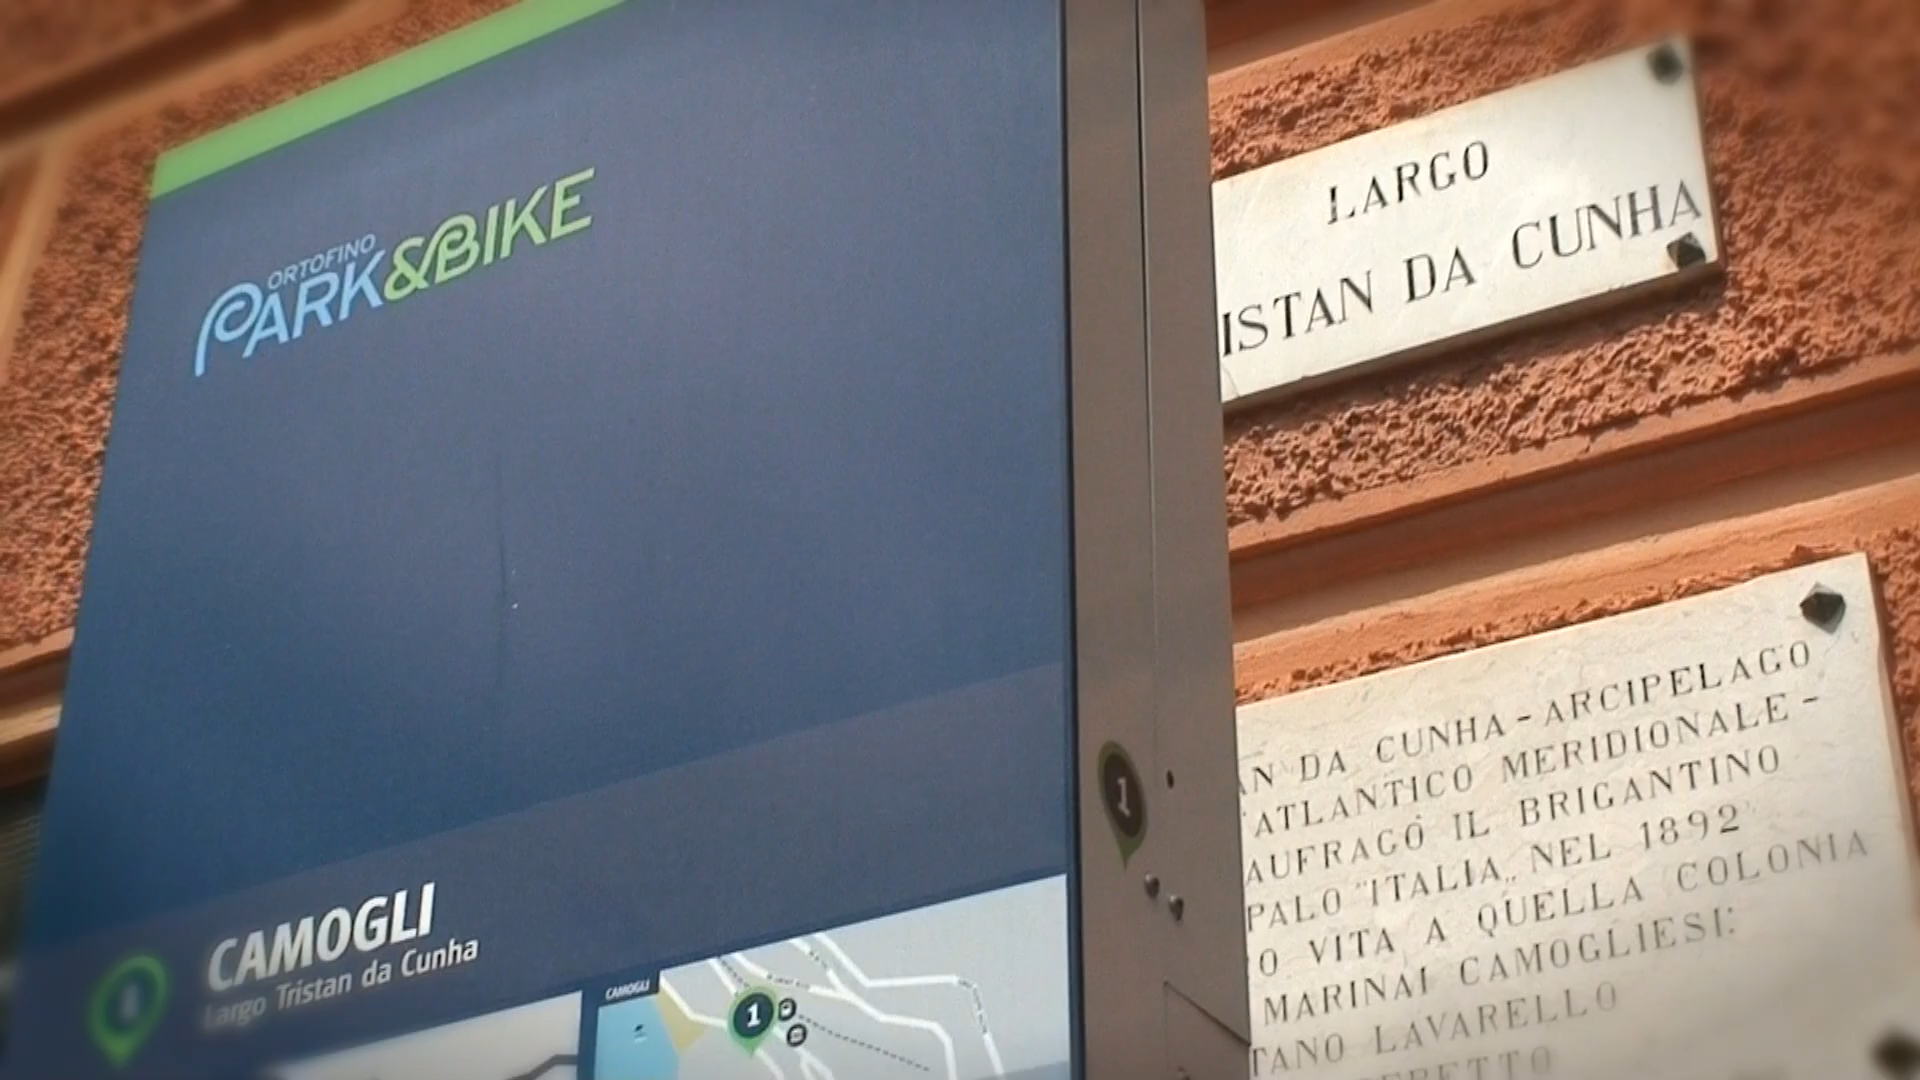 ORTOFINO
PARK&BIKE
CAMOGLI
Largo Tristan da Cunha
CAMOGLI
1
1
LARGO
ISTAN DA CUNHA
AN DA CUNHA - ARCIPELAGO
ATLANTICO MERIDIONALE -
AUFRAGÒ IL BRIGANTINO
PALO "ITALIA„ NEL 1892
O VITA A QUELLA COLONIA
MARINAI CAMOGLIESI:
TANO LAVARELLO